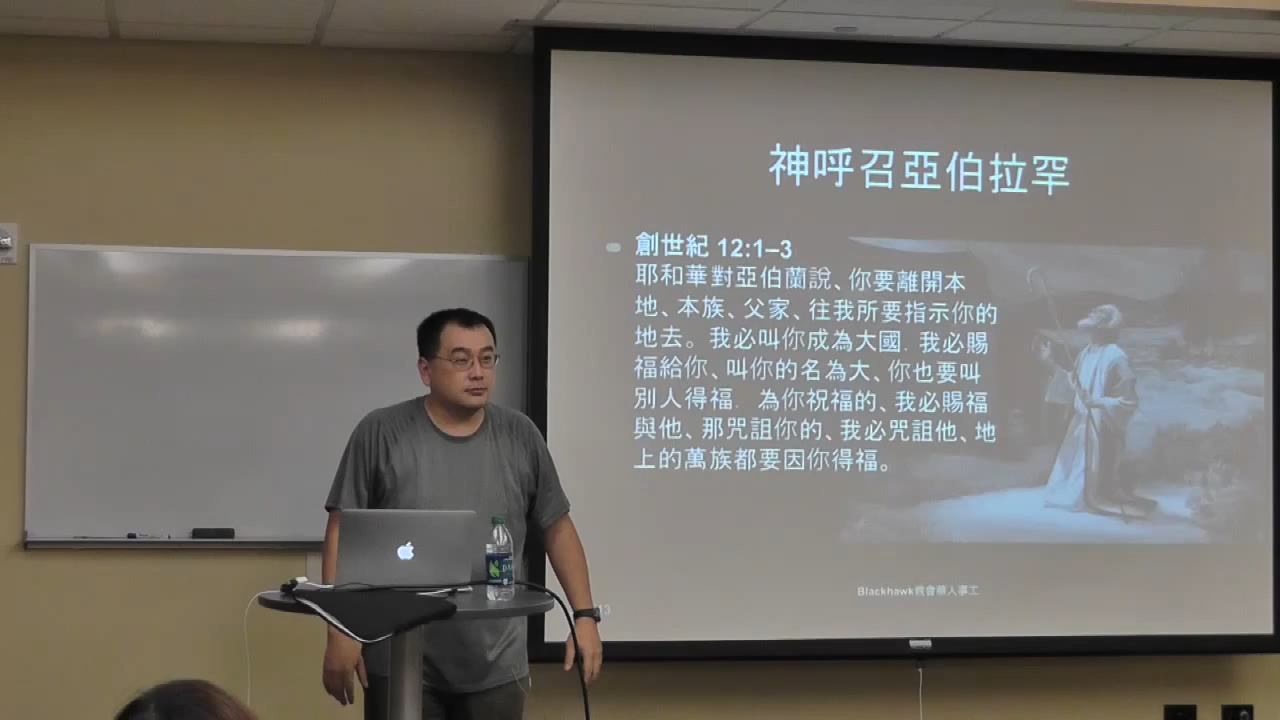 神呼召亞伯拉罕
創世紀 12:1–3
耶和華對亞伯蘭說、你要離開本
地、本族、父家、往我所要指示你的
地去。我必叫你成為大國．我必賜
福給你、叫你的名為大、你也要叫
別人得福．為你祝福的、我必賜福
與他、那咒詛你的、我必咒詛他、地
上的萬族都要因你得福。
Blackhawk教會華人事工
13